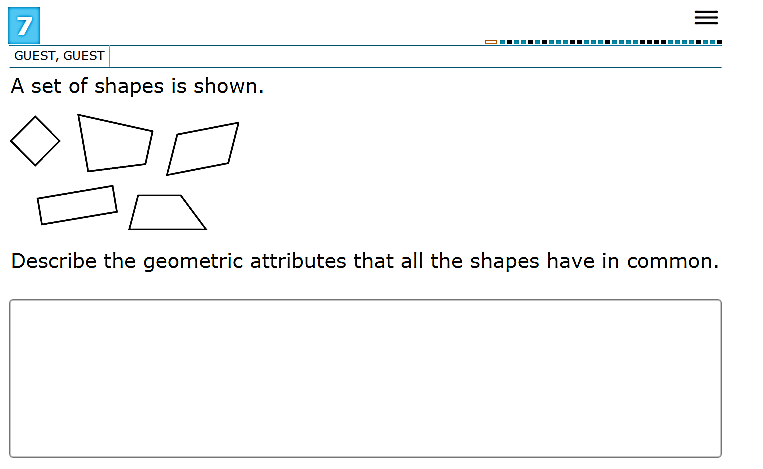 7
GUEST, GUEST
A set of shapes is shown.
Describe the geometric attributes that all the shapes have in common.